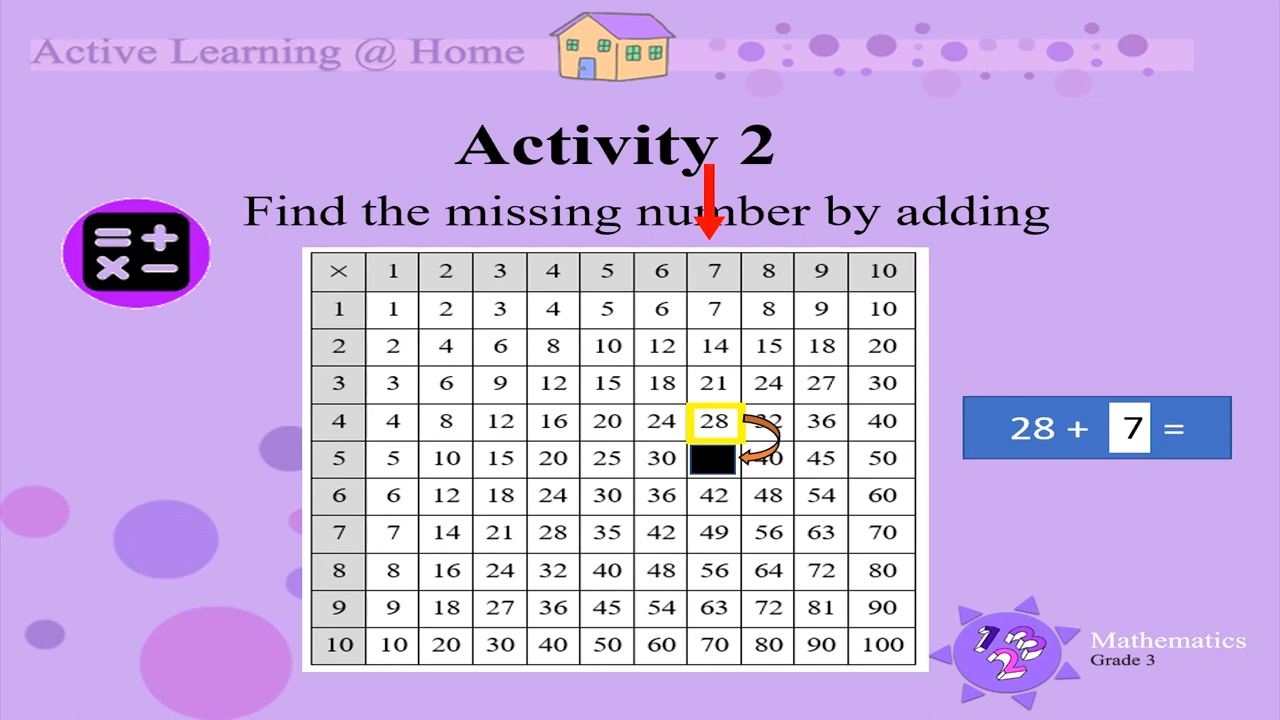 Active Learning @ Home
Activity 2
Find the missing number by adding
× 1 2 3 4 5 6 7 8 9 10
1 1 2 3 4 5 6 7 8 9 10
2 2 4 6 8 10 12 14 15 18 20
3 3 6 9 12 15 18 21 24 27 30
4 4 8 12 16 20 24 28 32 36 40
5 5 10 15 20 25 30 40 45 50
6 6 12 18 24 30 36 42 48 54 60
7 7 14 21 28 35 42 49 56 63 70
8 8 16 24 32 40 48 56 64 72 80
9 9 18 27 36 45 54 63 72 81 90
10 10 20 30 40 50 60 70 80 90 100
28 + 7 =
123
Mathematics
Grade 3